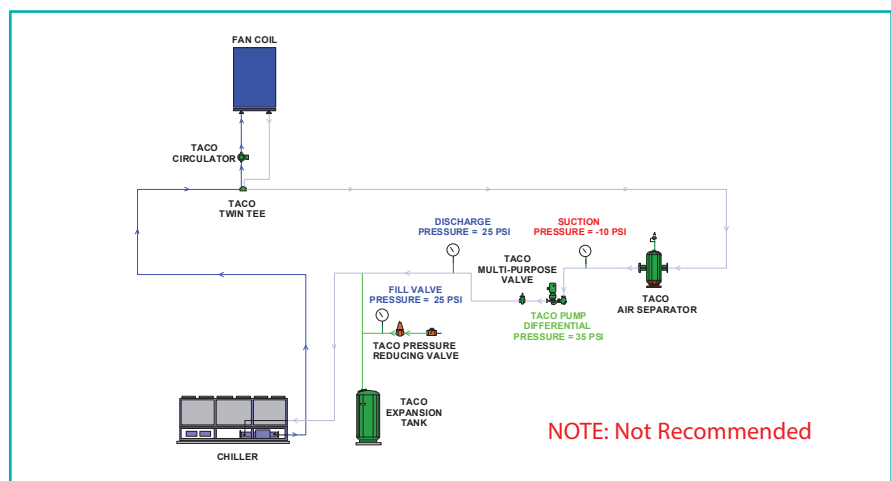 FAN COIL
TACO
CIRCULATOR
TACO
TWIN TEE
DISCHARGE
PRESSURE = 25 PSI
SUCTION
PRESSURE = -10 PSI
TACO
MULTI-PURPOSE
VALVE
TACO
AIR SEPARATOR
FILL VALVE
PRESSURE = 25 PSI
TACO PUMP
DIFFERENTIAL
PRESSURE = 35 PSI
TACO PRESSURE
REDUCING VALVE
TACO
EXPANSION
TANK
CHILLER
NOTE: Not Recommended